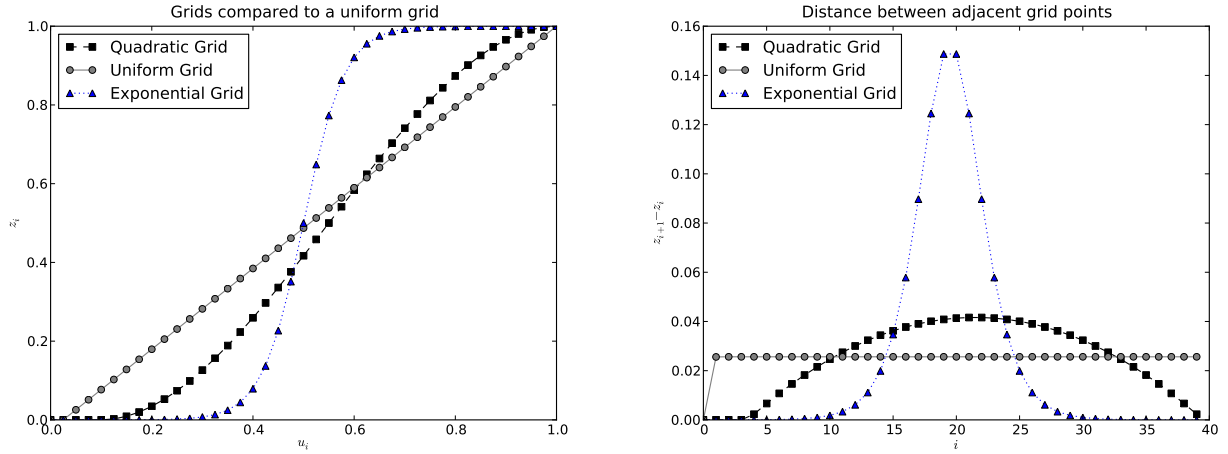 Grids compared to a uniform grid
Quadratic Grid
Uniform Grid
Exponential Grid
1.0
0.8
0.6
0.4
0.2
0.0
z_i
0.0 0.2 0.4 0.6 0.8 1.0
u_i
Distance between adjacent grid points
Quadratic Grid
Uniform Grid
Exponential Grid
0.16
0.14
0.12
0.10
0.08
0.06
0.04
0.02
0.00
z_{i+1}−z_i
0 5 10 15 20 25 30 35 40
i